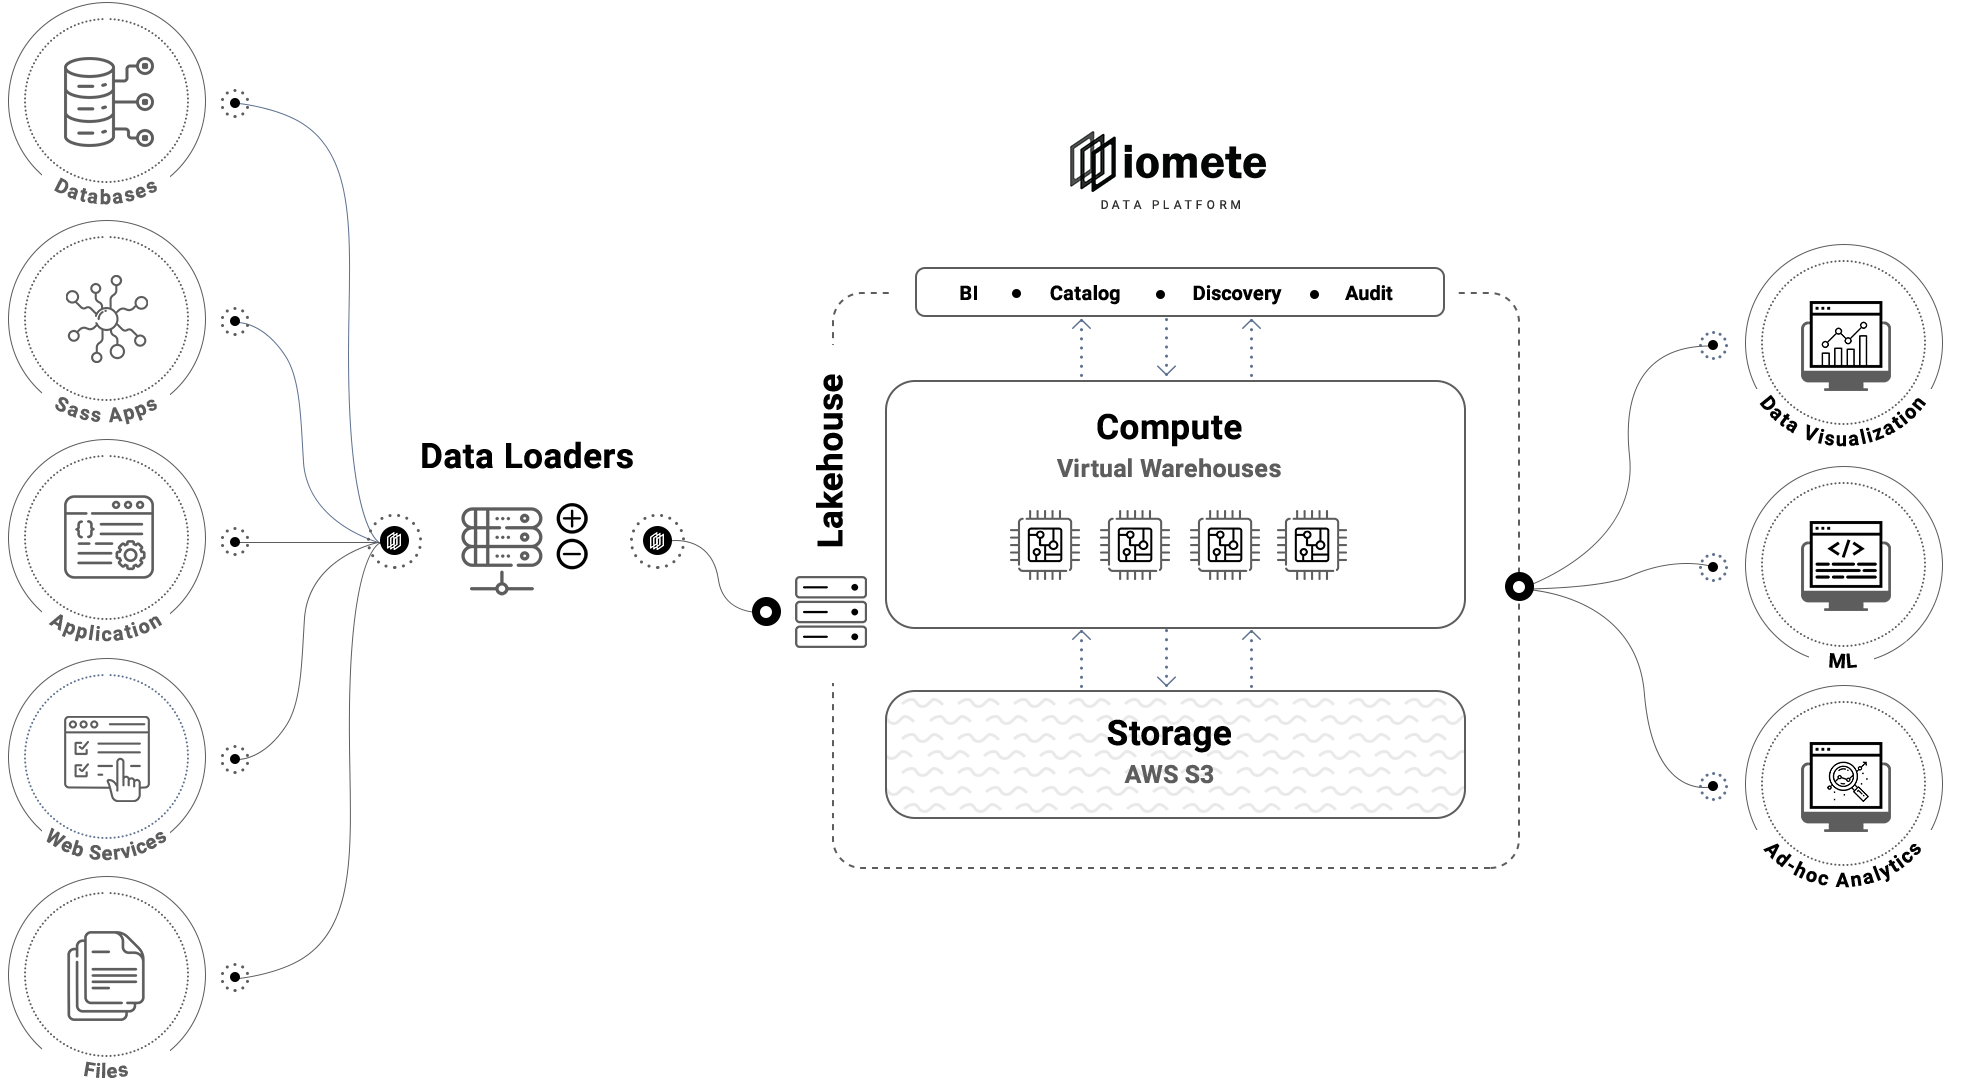 Databases
Sass Apps
Application
Web Services
Files
Data Loaders
iomete
DATA PLATFORM
Lakehouse
BI • Catalog • Discovery • Audit
Compute
Virtual Warehouses
Storage
AWS S3
Data Visualization
</>
ML
Ad-hoc Analytics